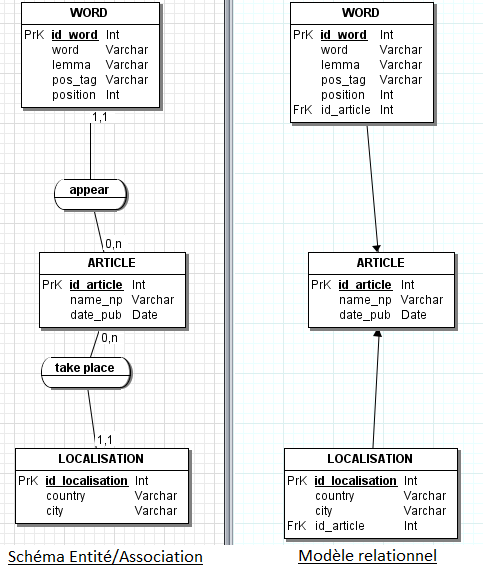 WORD
PrK id_word Int
word Varchar
lemma Varchar
pos_tag Varchar
position Int
1,1
appear
0,n
ARTICLE
PrK id_article Int
name_np Varchar
date_pub Date
0,n
take place
1,1
LOCALISATION
PrK id_localisation Int
country Varchar
city Varchar
Schéma Entité/Association
WORD
PrK id_word Int
word Varchar
lemma Varchar
pos_tag Varchar
position Int
FrK id_article Int
ARTICLE
PrK id_article Int
name_np Varchar
date_pub Date
LOCALISATION
PrK id_localisation Int
country Varchar
city Varchar
FrK id_article Int
Modèle relationnel